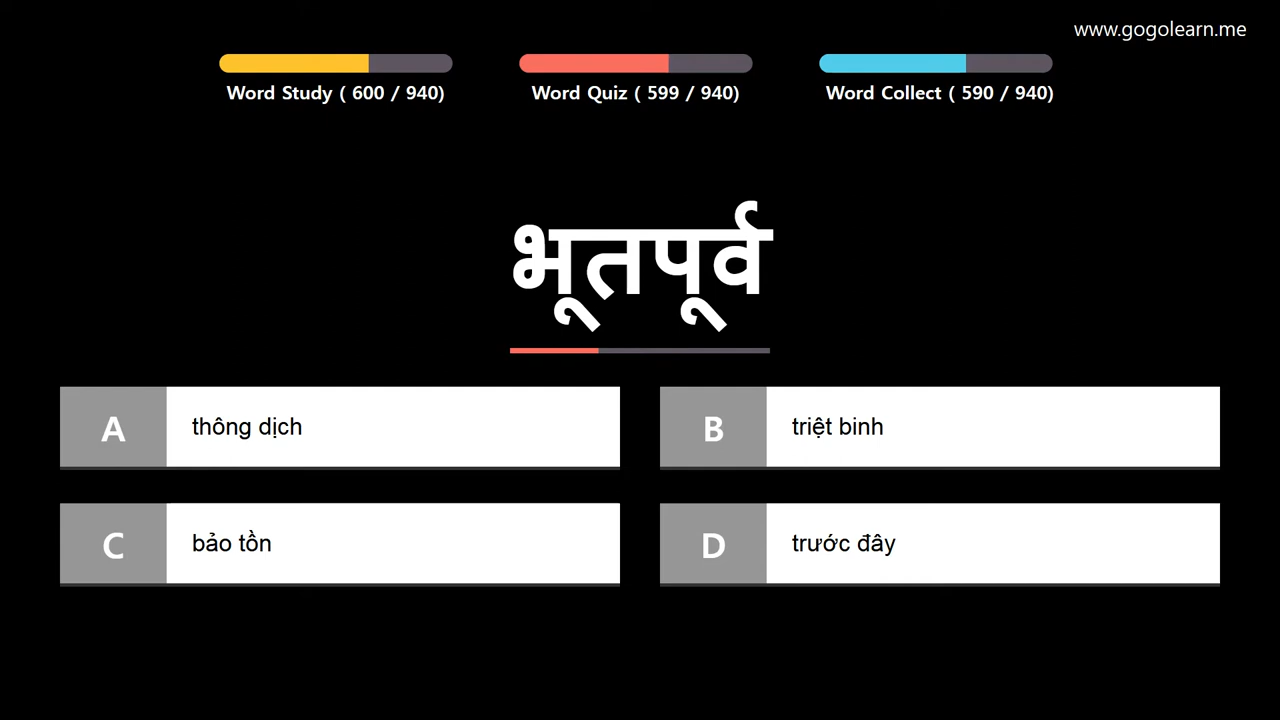 www.gogolearn.me
Word Study ( 600 / 940)
Word Quiz ( 599 / 940)
Word Collect ( 590 / 940)
भूतपूर्व
A thông dịch
B triệt binh
C bảo tồn
D trước đây